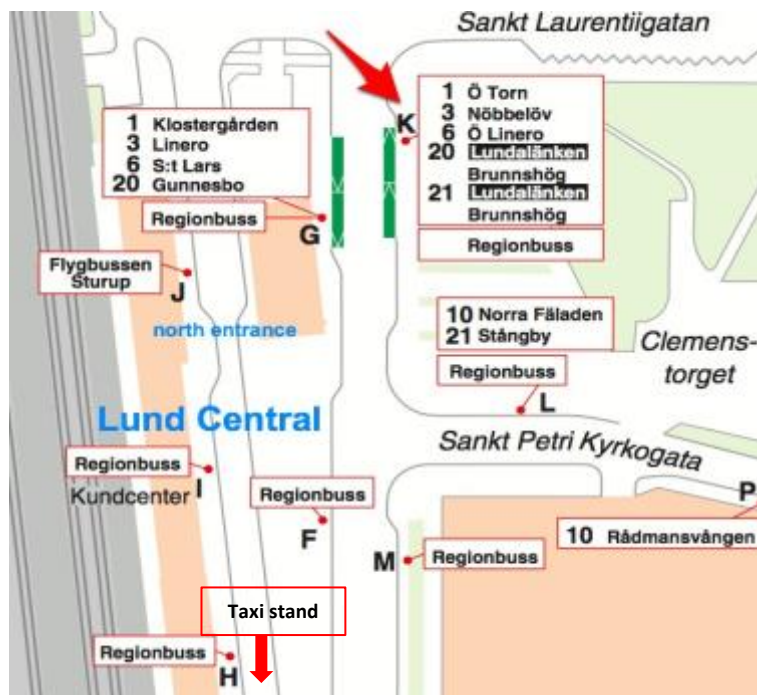 Sankt Laurentiigatan
K
1 Ö Torn
3 Nöbbelöv
6 Ö Linero
20 Lundalänken
Brunnshög
21 Lundalänken
Brunnshög
Regionbuss
1 Klostergården
3 Linero
6 S:t Lars
20 Gunnesbo
Regionbuss
G
Flygbussen
Sturup
J
north entrance
10 Norra Fäladen
21 Stångby
Regionbuss
L
Clemens-
torget
Lund Central
Sankt Petri Kyrkogata
Regionbuss
I
Kundcenter
Regionbuss
F
P
10 Rådmansvången
M
Regionbuss
Taxi stand
Regionbuss
H